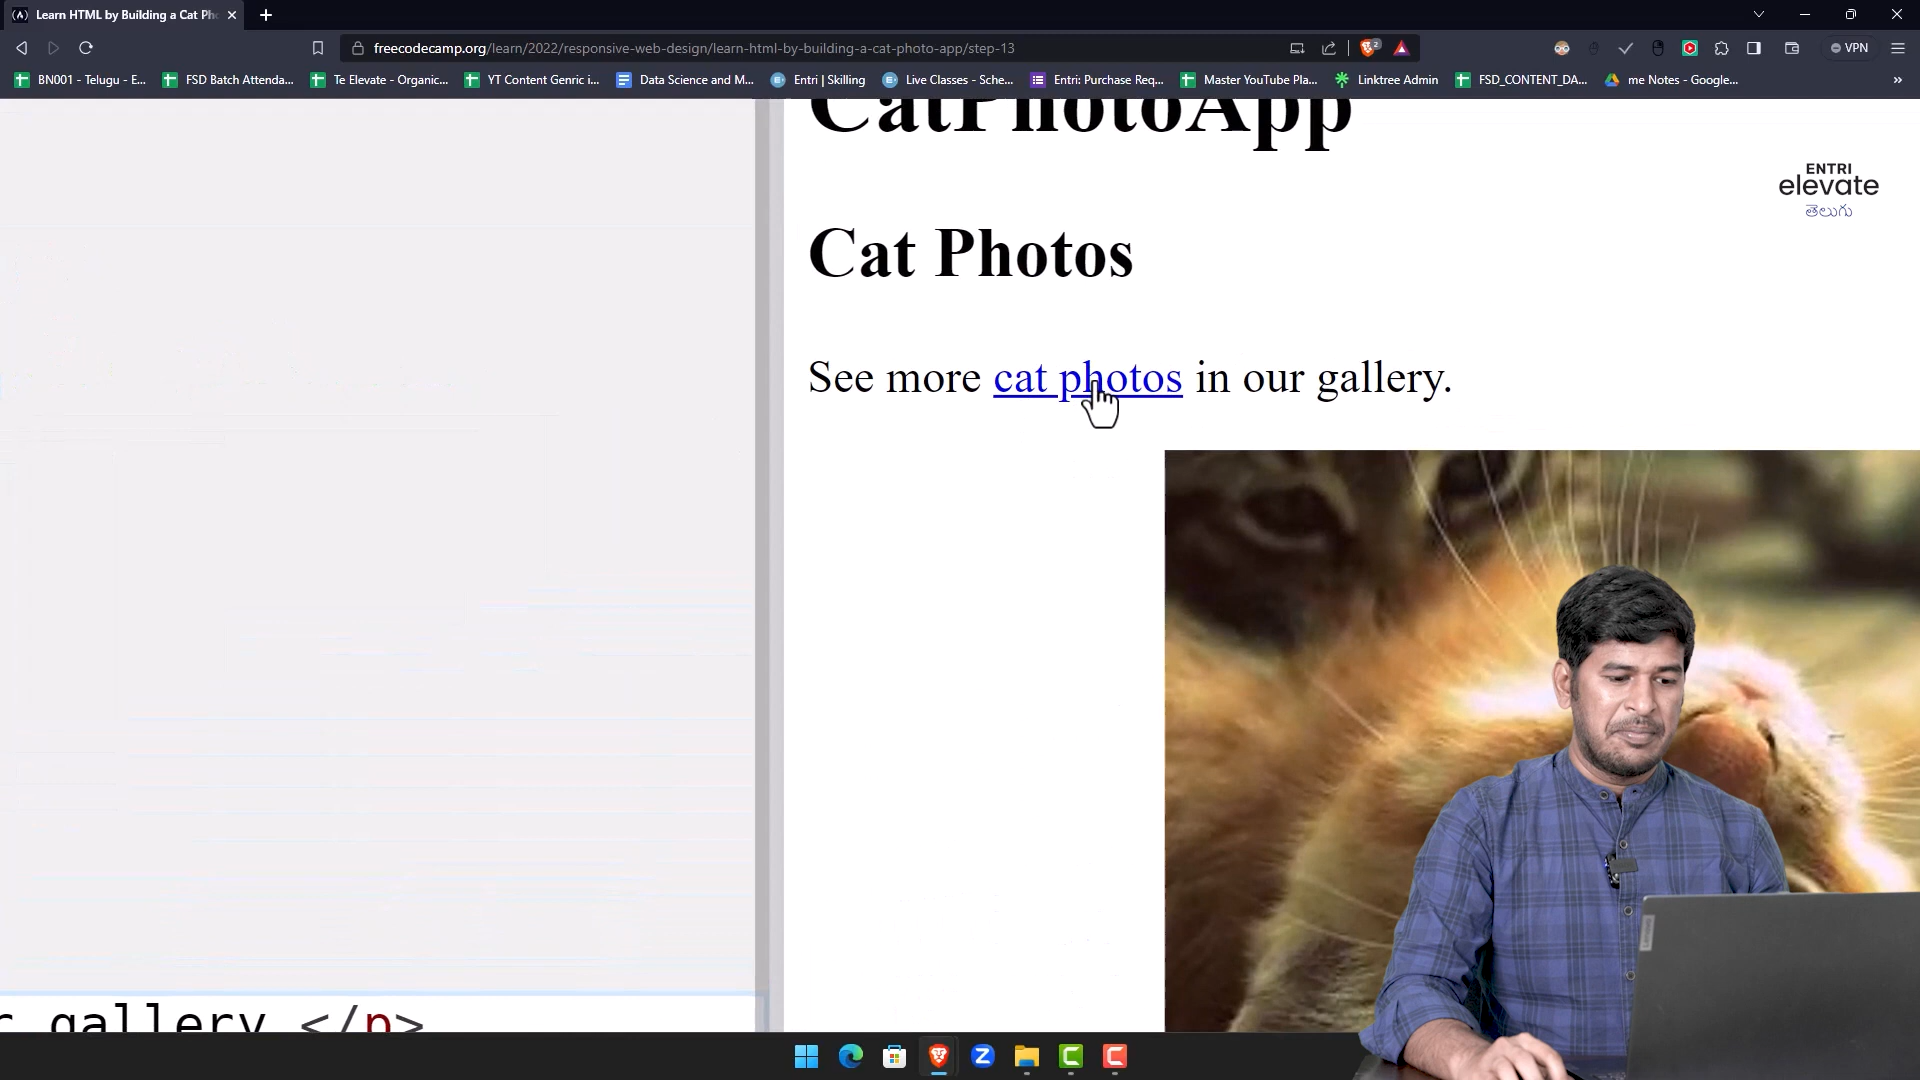 Learn HTML by Building a Cat Ph
freecodecamp.org/learn/2022/responsive-web-design/learn-html-by-building-a-cat-photo-app/step-13
2
VPN
BN001 - Telugu - E...
FSD Batch Attenda...
Te Elevate - Organic...
YT Content Genric i...
Data Science and M...
Entri | Skilling
Live Classes - Sche...
Entri: Purchase Req...
Master YouTube Pla...
Linktree Admin
FSD_CONTENT_DA...
me Notes - Google...
CatPhotoApp
ENTRI
elevate
తెలుగు
Cat Photos
See more cat photos in our gallery.
r gallery.</p>